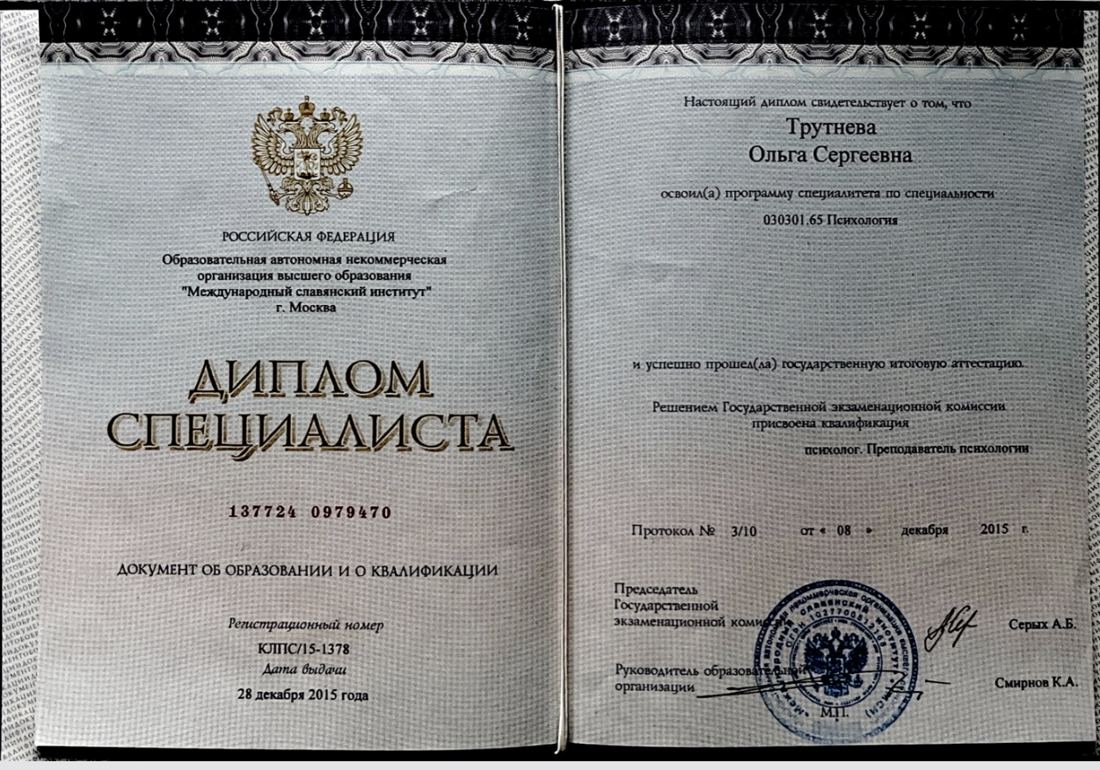 РОССИЙСКАЯ ФЕДЕРАЦИЯ
Образовательная автономная некоммерческая
организация высшего образования
"Международный славянский институт"
г. Москва
ДИПЛОМ
СПЕЦИАЛИСТА
137724 0979470
ДОКУМЕНТ ОБ ОБРАЗОВАНИИ И О КВАЛИФИКАЦИИ
Регистрационный номер
КЛПС/15-1378
Дата выдачи
28 декабря 2015 года
Настоящий диплом свидетельствует о том, что
Трутнева
Ольга Сергеевна
освоил(а) программу специалитета по специальности
030301.65 Психология
и успешно прошел(ла) государственную итоговую аттестацию.
Решением Государственной экзаменационной комиссии
присвоена квалификация
психолог. Преподаватель психологии
Протокол № 3/10 от « 08 » декабря 2015 г.
Председатель
Государственной
экзаменационной
Серых А.Б.
Руководитель образовательной
организации
Смирнов К.А.
М.П.